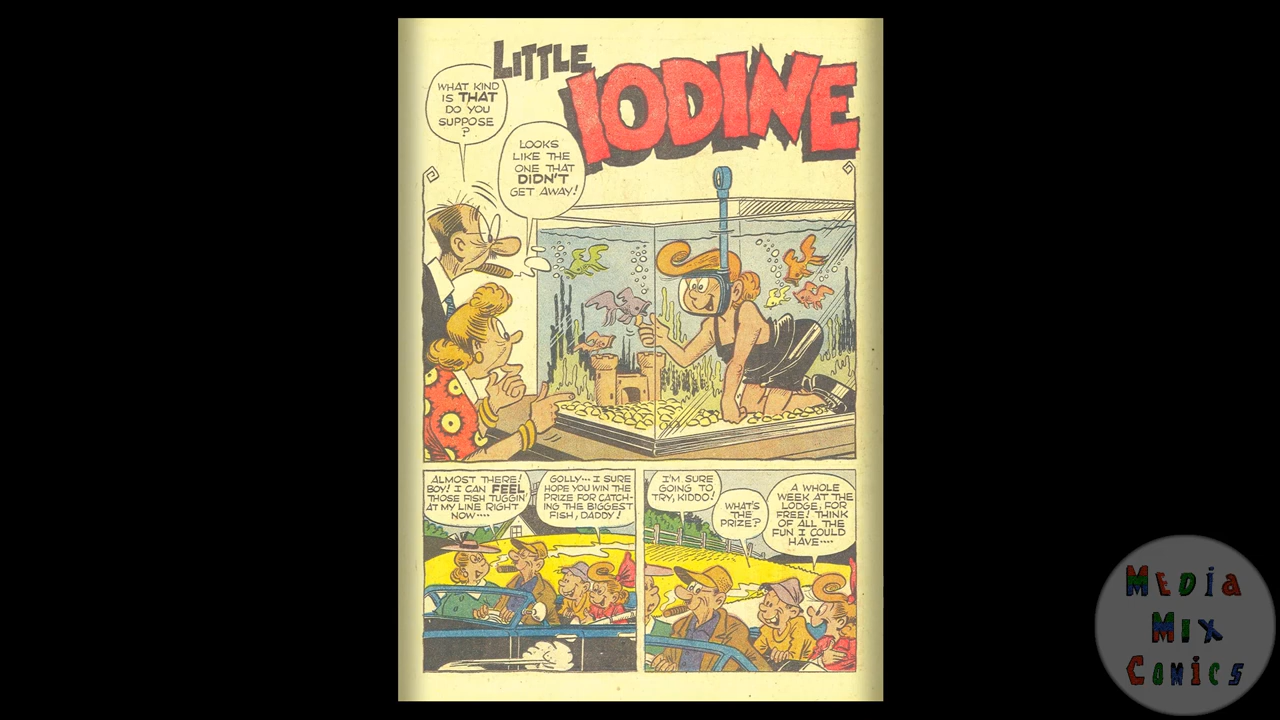 LITTLE
IODINE
WHAT KIND
IS THAT
DO YOU
SUPPOSE
?
LOOKS
LIKE THE
ONE THAT
DIDN'T
GET AWAY!
ALMOST THERE!
BOY! I CAN FEEL
THOSE FISH TUGGIN'
AT MY LINE RIGHT
NOW····
GOLLY··· I SURE
HOPE YOU WIN THE
PRIZE FOR CATCH-
ING THE BIGGEST
FISH, DADDY!
I'M SURE
GOING TO
TRY, KIDDO!
WHAT'S
THE
PRIZE?
A WHOLE
WEEK AT THE
LODGE, FOR
FREE! THINK
OF ALL THE
FUN I COULD
HAVE····
MEDIA
MIX
COMICS